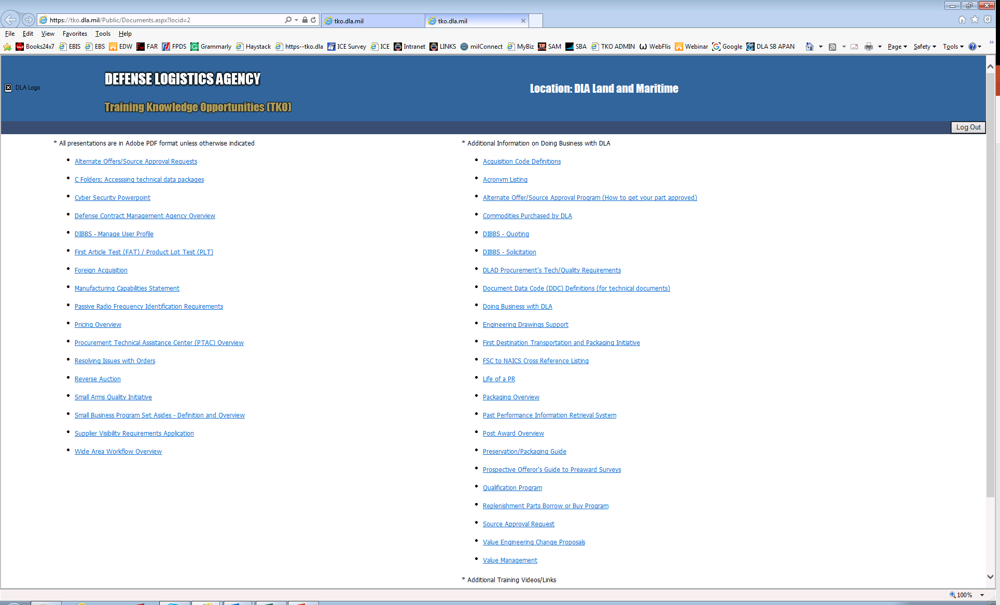 https://tko.dla.mil/Public/Documents.aspx?locid=2
tko.dla.mil
tko.dla.mil
File Edit View Favorites Tools Help
Books24x7 EBIS EBS EDW FAR FPDS Grammarly Haystack https--tko.dla ICE Survey ICE Intranet LINKS milConnect MyBiz SAM SBA TKO ADMIN WebFlis Webinar Google DLA SB APAN Page Safety Tools
DEFENSE LOGISTICS AGENCY
DLA Logo
Location: DLA Land and Maritime
Training Knowledge Opportunities (TKO)
Log Out
* All presentations are in Adobe PDF format unless otherwise indicated
• Alternate Offers/Source Approval Requests
• C Folders; Accesssing technical data packages
• Cyber Security Powerpoint
• Defense Contract Management Agency Overview
• DIBBS - Manage User Profile
• First Article Test (FAT) / Product Lot Test (PLT)
• Foreign Acquisition
• Manufacturing Capabilities Statement
• Passive Radio Frequency Identification Requirements
• Pricing Overview
• Procurement Technical Assistance Center (PTAC) Overview
• Resolving Issues with Orders
• Reverse Auction
• Small Arms Quality Initiative
• Small Business Program Set Asides - Definition and Overview
• Supplier Visibility Requirements Application
• Wide Area Workflow Overview
* Additional Information on Doing Business with DLA
• Acquisition Code Definitions
• Acronym Listing
• Alternate Offer/Source Approval Program (How to get your part approved)
• Commodities Purchased by DLA
• DIBBS - Quoting
• DIBBS - Solicitation
• DLAD Procurement's Tech/Quality Requirements
• Document Data Code (DDC) Definitions (for technical documents)
• Doing Business with DLA
• Engineering Drawings Support
• First Destination Transportation and Packaging Initiative
• FSC to NAICS Cross Reference Listing
• Life of a PR
• Packaging Overview
• Past Performance Information Retrieval System
• Post Award Overview
• Preservation/Packaging Guide
• Prospective Offeror's Guide to Preaward Surveys
• Qualification Program
• Replenishment Parts Borrow or Buy Program
• Source Approval Request
• Value Engineering Change Proposals
• Value Management
* Additional Training Videos/Links
100%